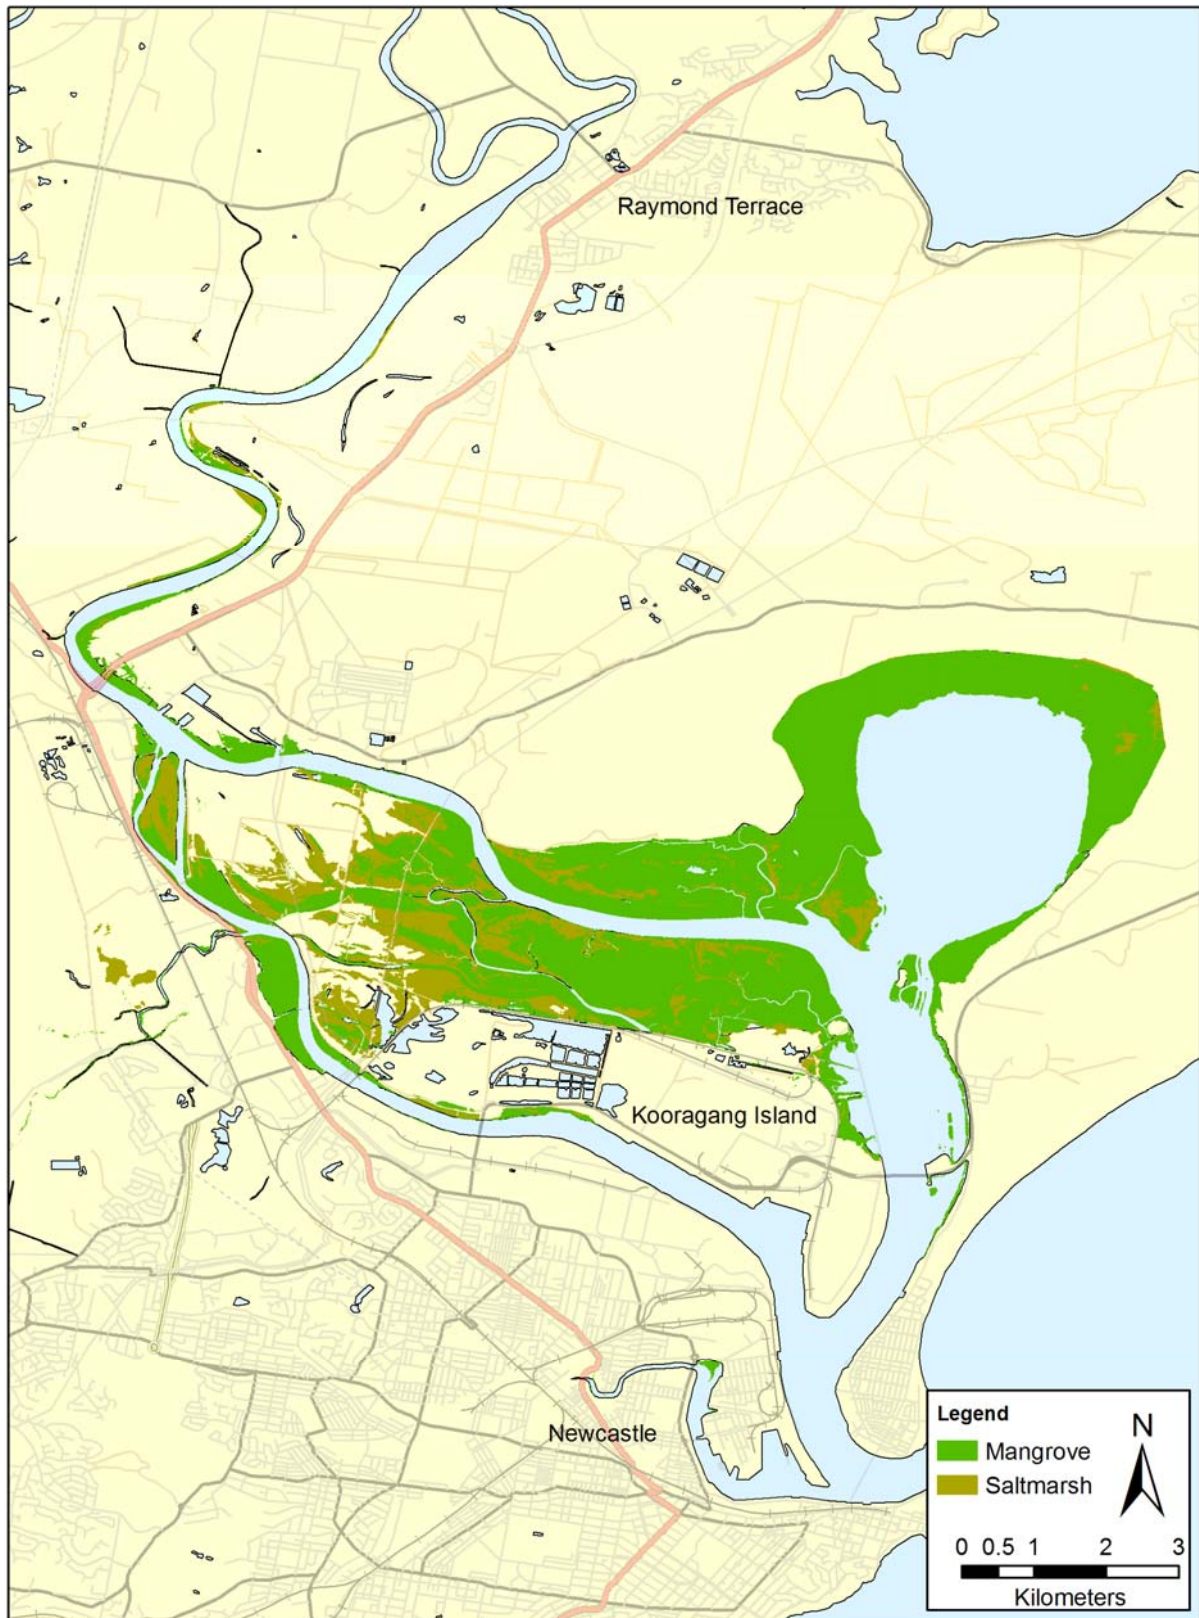 Raymond Terrace
Kooragang Island
Newcastle
Legend
Mangrove
Saltmarsh
N
0 0.5 1 2 3
Kilometers